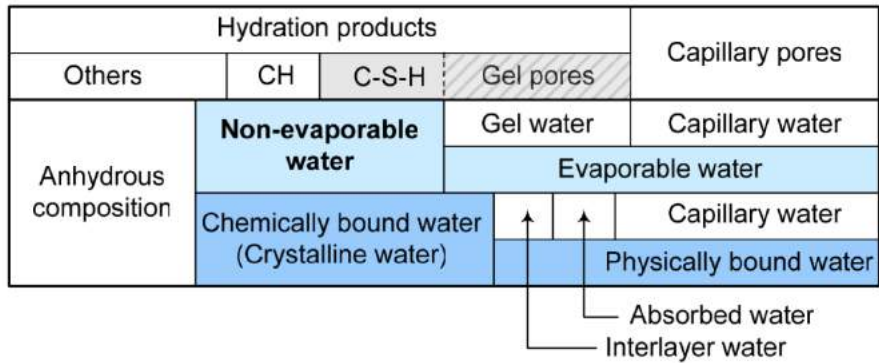 Hydration products
Capillary pores
Others
CH
C-S-H
Gel pores
Anhydrous
composition
Non-evaporable
water
Gel water
Capillary water
Evaporable water
Chemically bound water
(Crystalline water)
Capillary water
Physically bound water
Absorbed water
Interlayer water